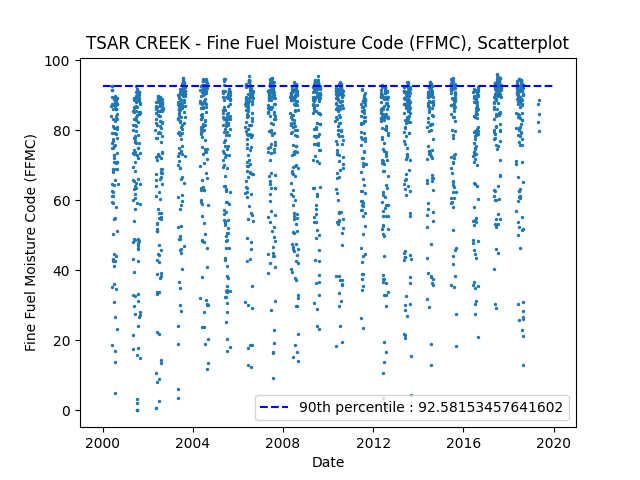 TSAR CREEK - Fine Fuel Moisture Code (FFMC), Scatterplot
Fine Fuel Moisture Code (FFMC)
100
80
60
40
20
0
90th percentile : 92.58153457641602
2000 2004 2008 2012 2016 2020
Date